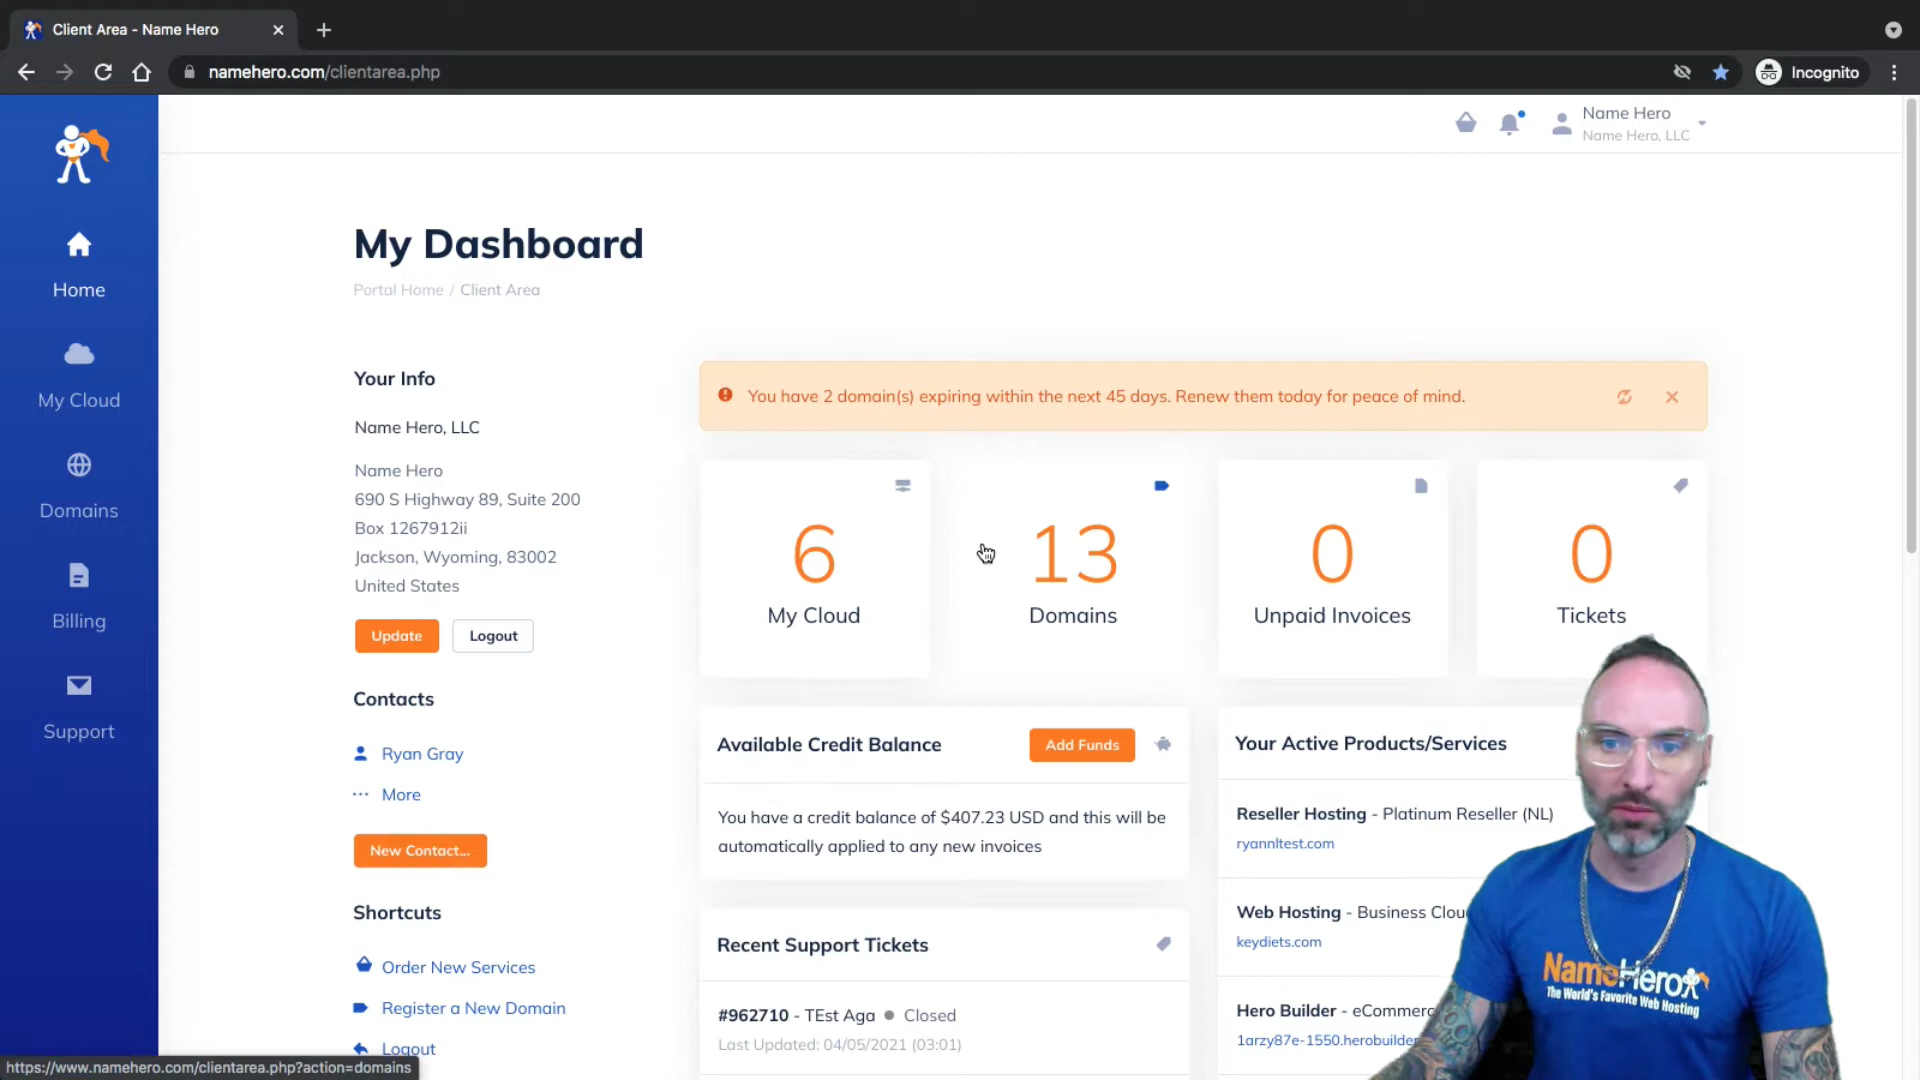 Client Area - Name Hero
namehero.com/clientarea.php
Incognito
Name Hero
Name Hero, LLC
Home
My Cloud
Domains
Billing
Support
My Dashboard
Portal Home / Client Area
Your Info
Name Hero, LLC
Name Hero
690 S Highway 89, Suite 200
Box 1267912ii
Jackson, Wyoming, 83002
United States
Update
Logout
Contacts
Ryan Gray
More
New Contact...
Shortcuts
Order New Services
Register a New Domain
Logout
You have 2 domain(s) expiring within the next 45 days. Renew them today for peace of mind.
6
My Cloud
13
Domains
0
Unpaid Invoices
0
Tickets
Available Credit Balance
Add Funds
You have a credit balance of $407.23 USD and this will be
automatically applied to any new invoices
Recent Support Tickets
#962710 - TEst Aga Closed
Last Updated: 04/05/2021 (03:01)
Your Active Products/Services
Reseller Hosting - Platinum Reseller (NL)
ryannltest.com
Web Hosting - Business Clou
keydiets.com
Hero Builder - eCommerc
1arzy87e-1550.herobuilder
NameHero
The World's Favorite Web Hosting
https://www.namehero.com/clientarea.php?action=domains